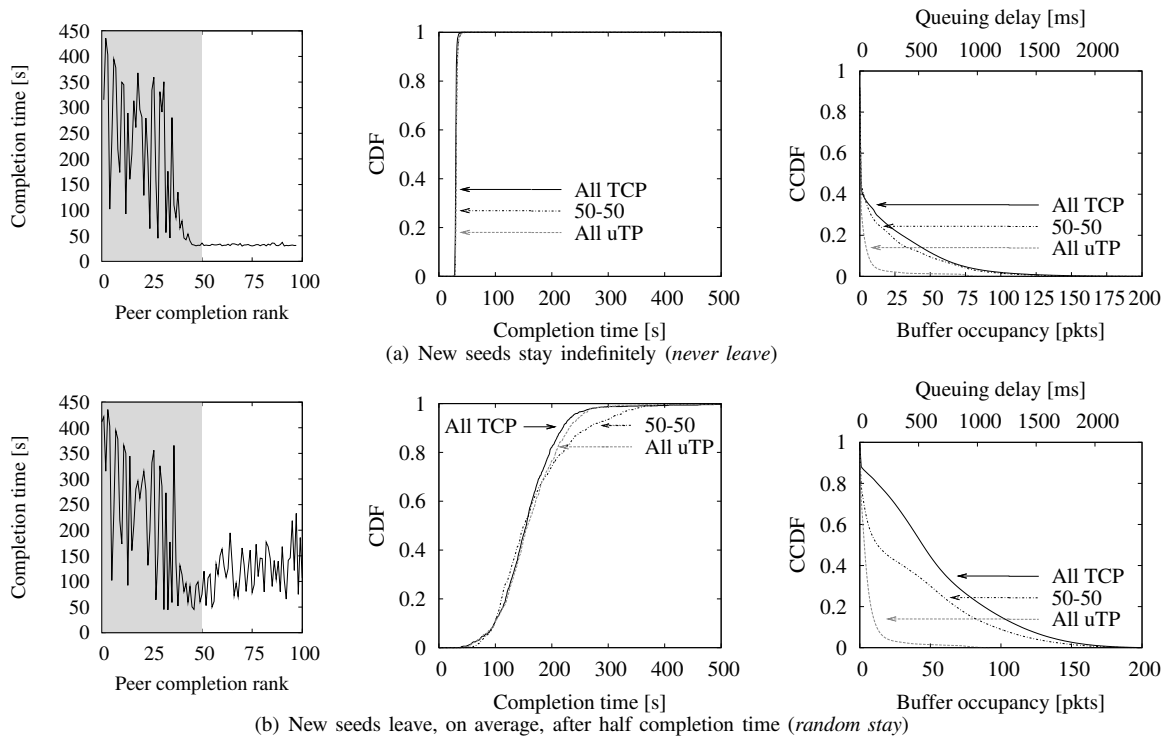 450
400
350
300
250
200
150
100
50
0
0 25 50 75 100
Completion time [s]
Peer completion rank
1
0.8
0.6
0.4
0.2
0
100 200 300 400 500
CDF
All TCP
50-50
All uTP
Completion time [s]
Queuing delay [ms]
0 500 1000 1500 2000
1
0.8
0.6
0.4
0.2
0
0 25 50 75 100 125 150 175 200
CCDF
All TCP
50-50
All uTP
Buffer occupancy [pkts]
(a) New seeds stay indefinitely (never leave)
450
400
350
300
250
200
150
100
50
0
0 25 50 75 100
Completion time [s]
Peer completion rank
1
0.8
0.6
0.4
0.2
0
0 100 200 300 400 500
CDF
All TCP
50-50
All uTP
Completion time [s]
Queuing delay [ms]
0 500 1000 1500 2000
1
0.8
0.6
0.4
0.2
0
0 50 100 150 200
CCDF
All TCP
50-50
All uTP
Buffer occupancy [pkts]
(b) New seeds leave, on average, after half completion time (random stay)